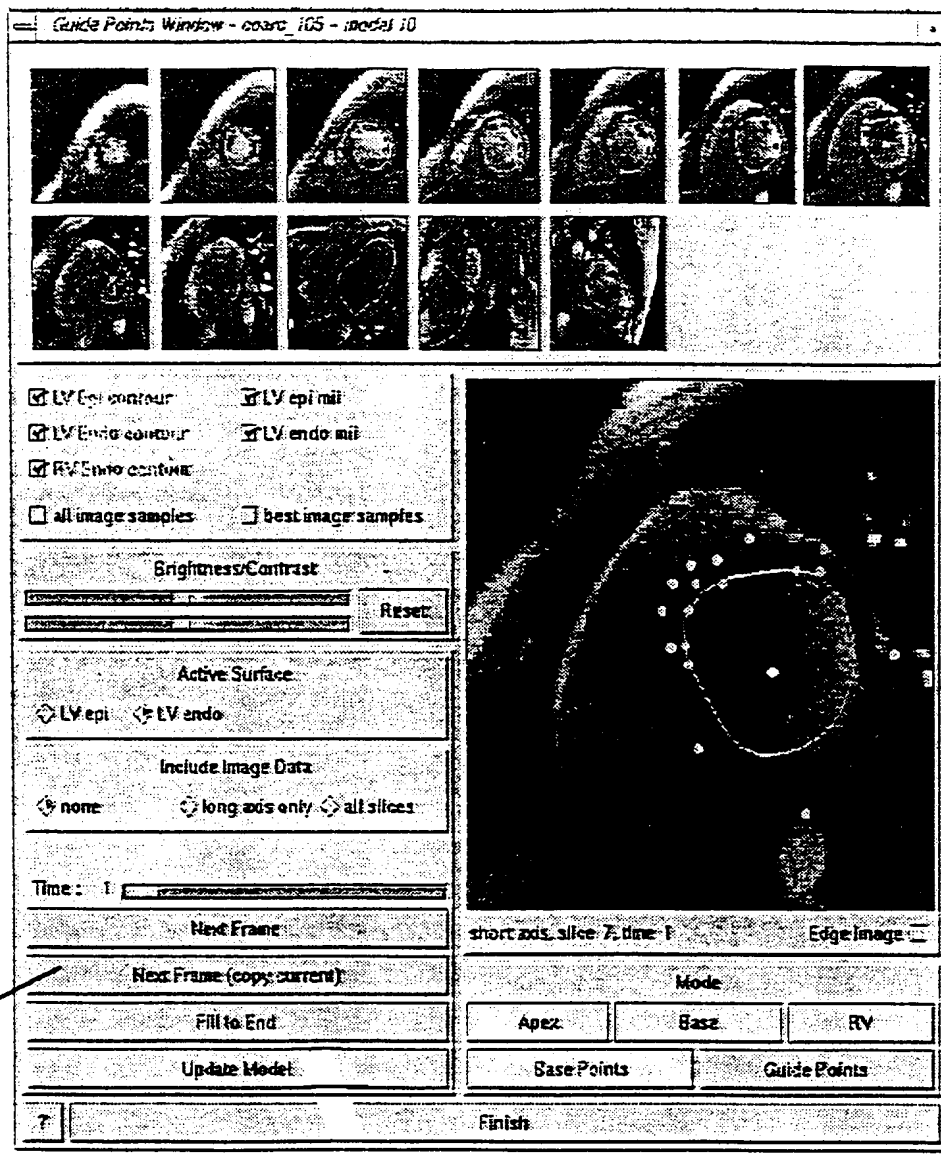 Guide Points Window - coarc_105 - model 10
LV Epi contour
LV epi mil
LV Endo contour
LV endo mil
RV Endo contour
all image samples
best image samples
Brightness/Contrast
Reset
Active Surface
LV epi
LV endo
Include Image Data
none
long axis only
all slices
Time : 1
Next Frame
Next Frame (copy current)
Fill to End
Update Model
short axis, slice 7, time 1
Edge Image
Mode
Apex
Base
RV
Base Points
Guide Points
?
Finish